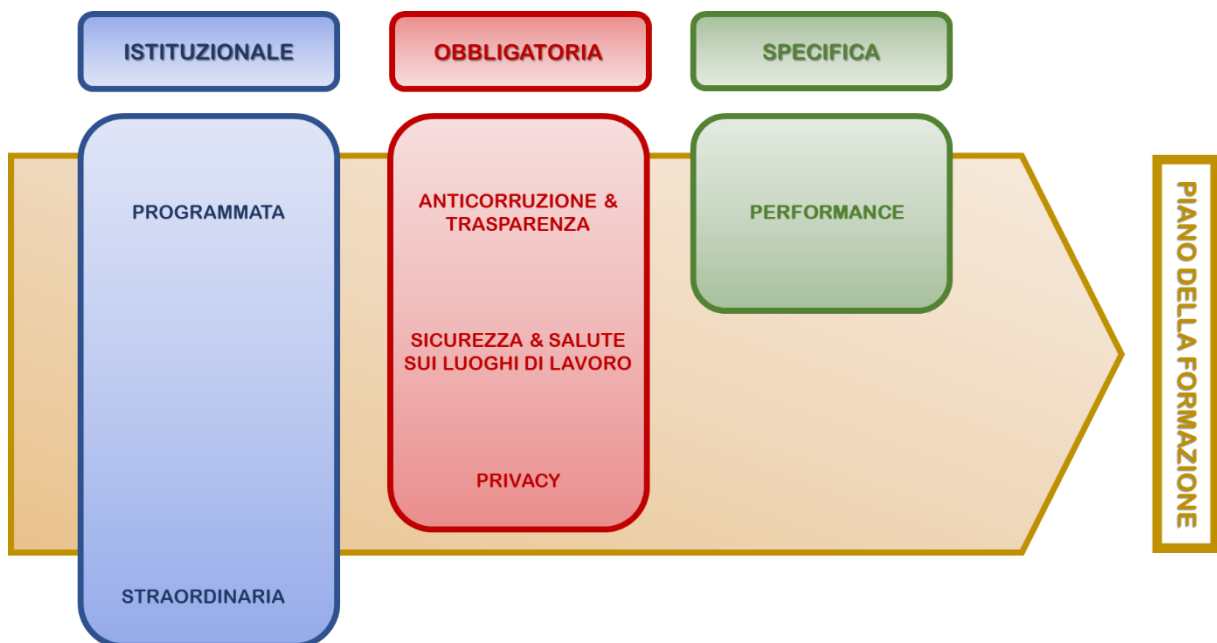 ISTITUZIONALE
OBBLIGATORIA
SPECIFICA
PROGRAMMATA
STRAORDINARIA
ANTICORRUZIONE &
TRASPARENZA
SICUREZZA & SALUTE
SUI LUOGHI DI LAVORO
PRIVACY
PERFORMANCE
PIANO DELLA FORMAZIONE